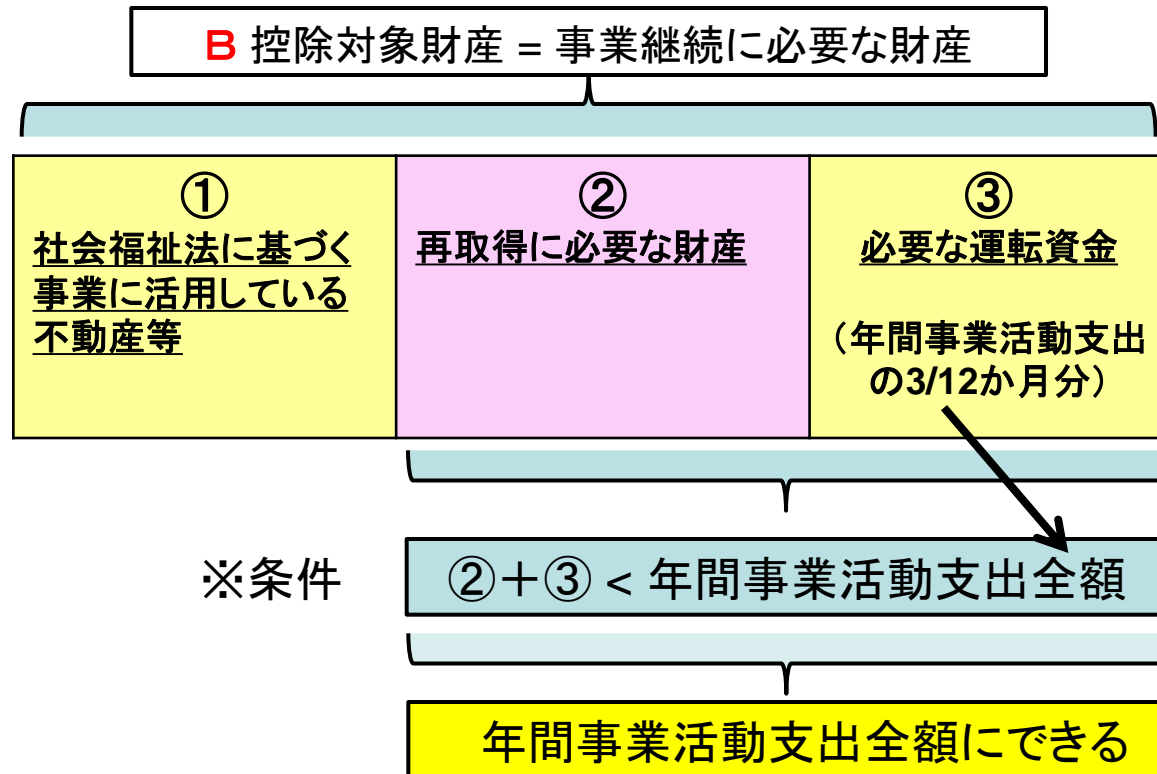 B 控除対象財産 = 事業継続に必要な財産
①
社会福祉法に基づく
事業に活用している
不動産等
②
再取得に必要な財産
③
必要な運転資金
（年間事業活動支出
の3/12か月分）
※条件
②＋③ < 年間事業活動支出全額
年間事業活動支出全額にできる